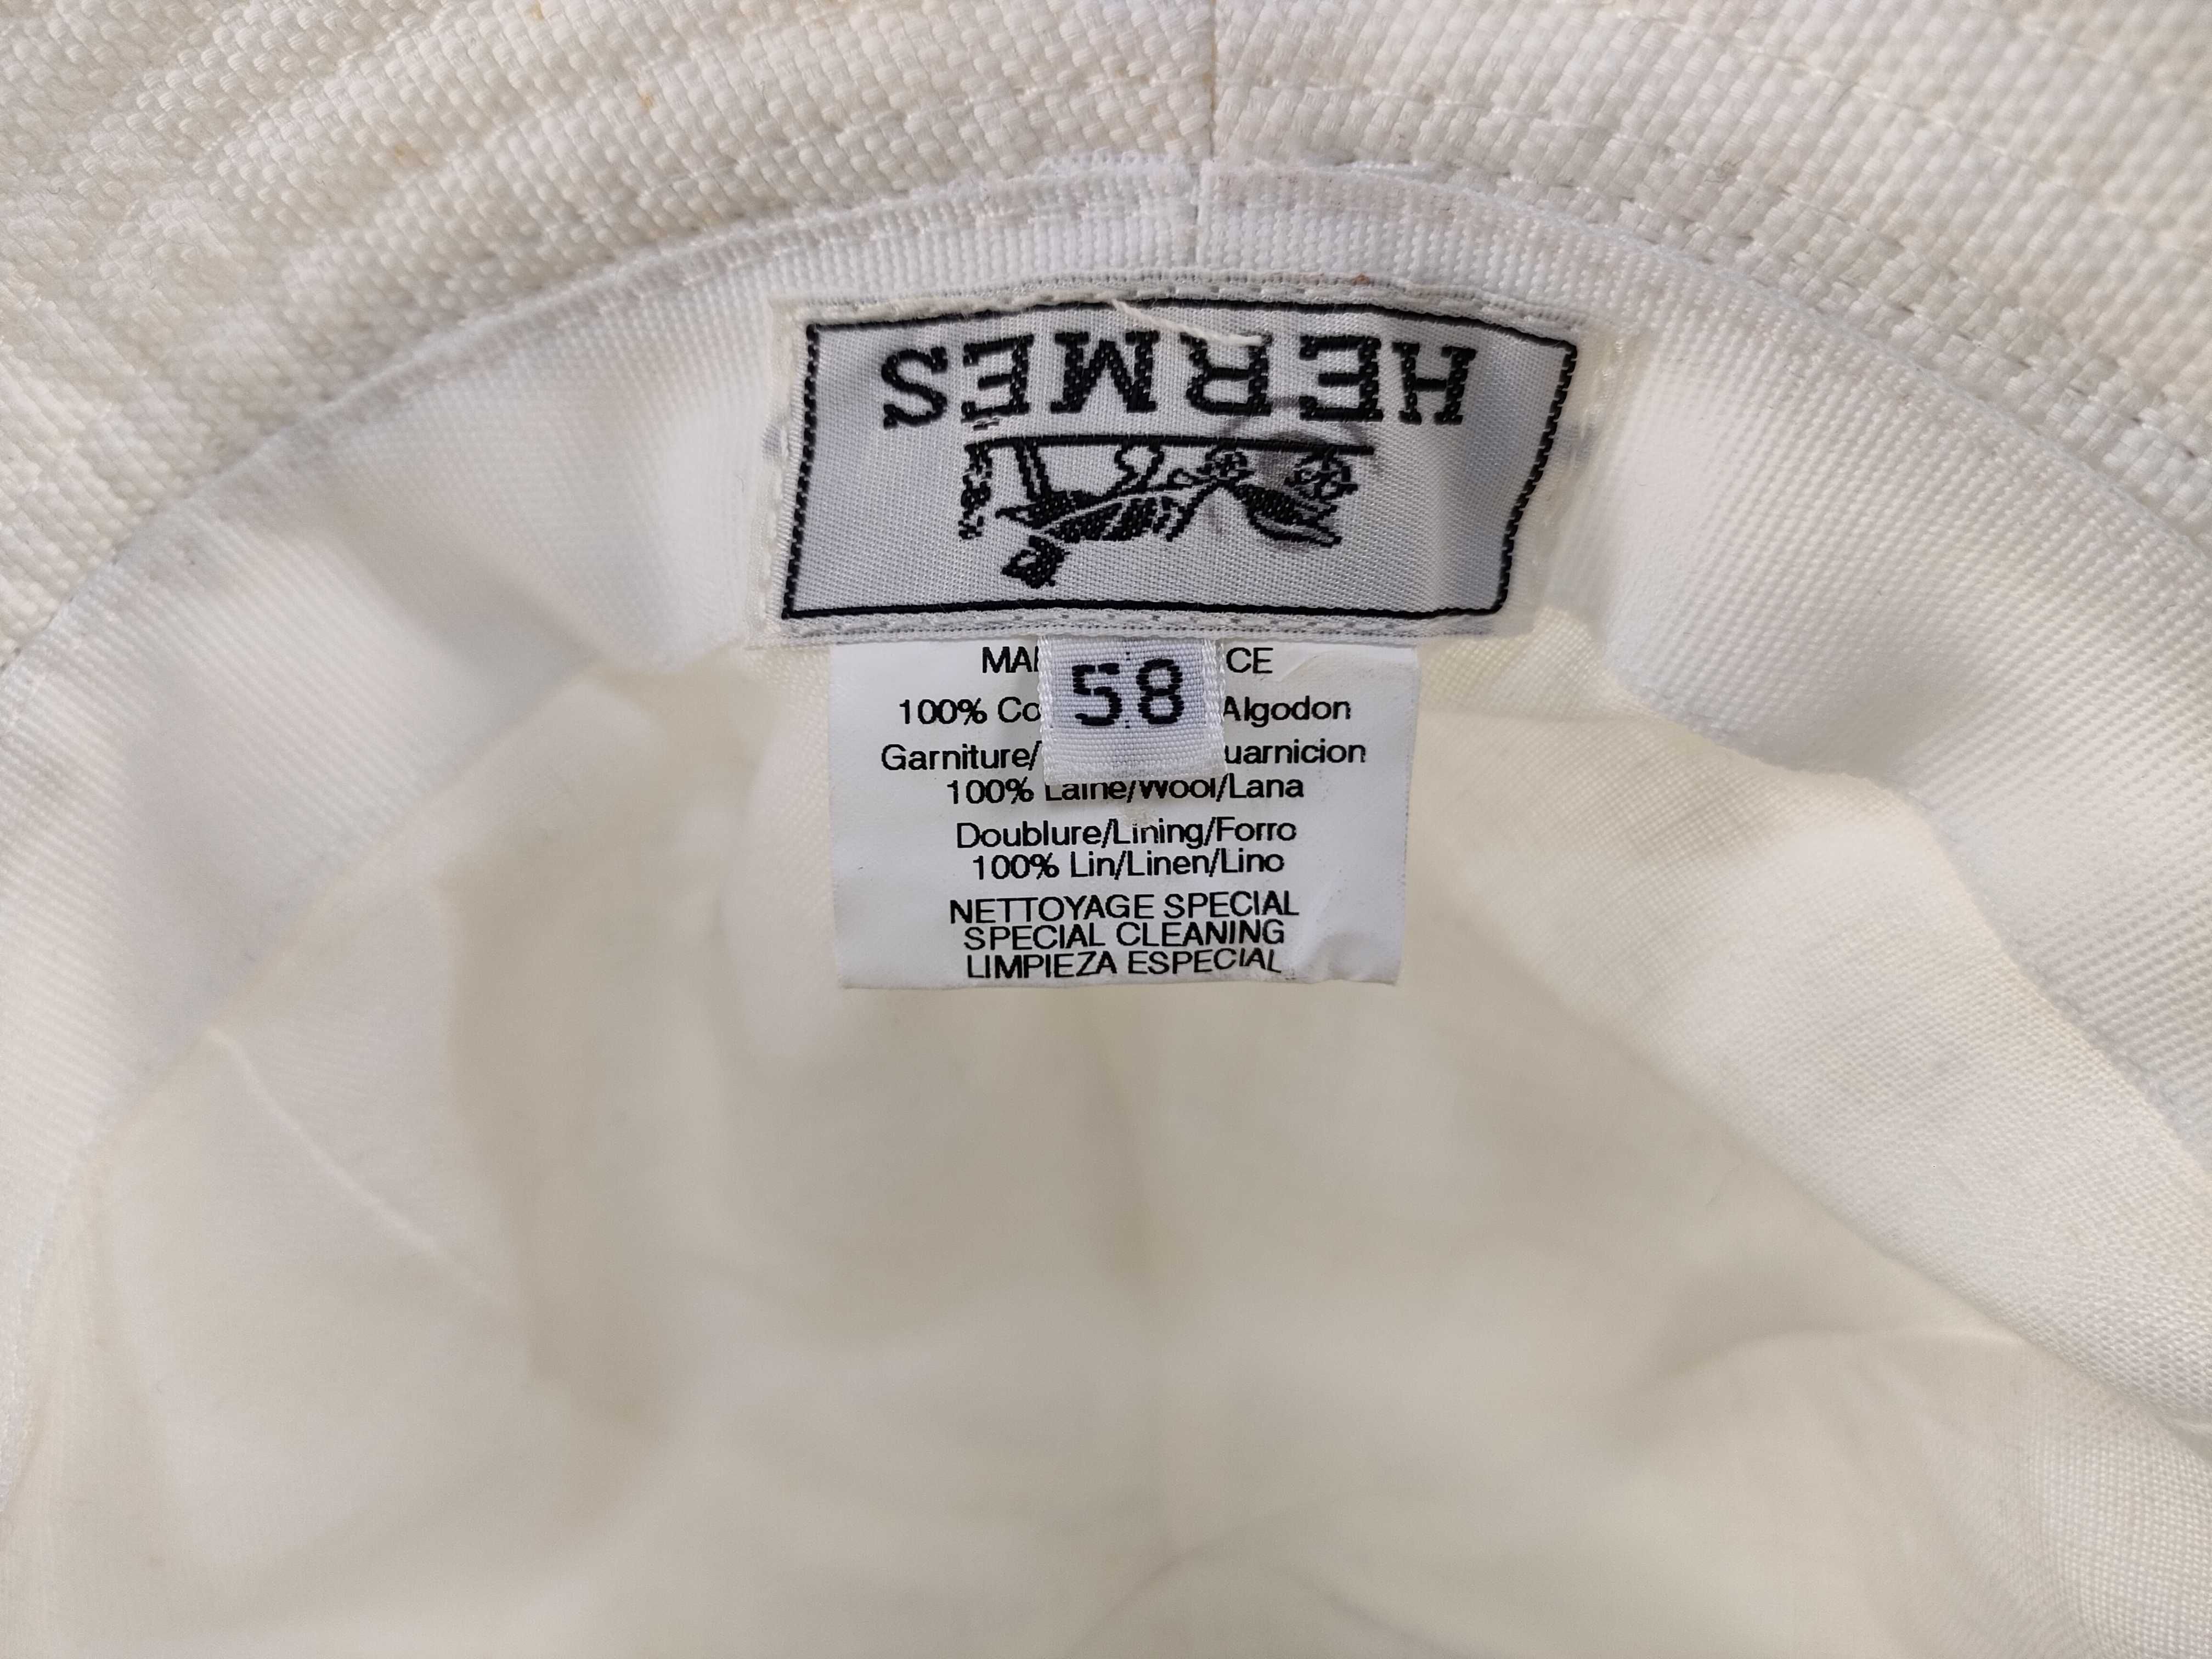 HERMES
58
MA CE
100% Co Algodon
Garniture/ uarnicion
100% Laine/Wool/Lana
Doublure/Lining/Forro
100% Lin/Linen/Lino
NETTOYAGE SPECIAL
SPECIAL CLEANING
LIMPIEZA ESPECIAL